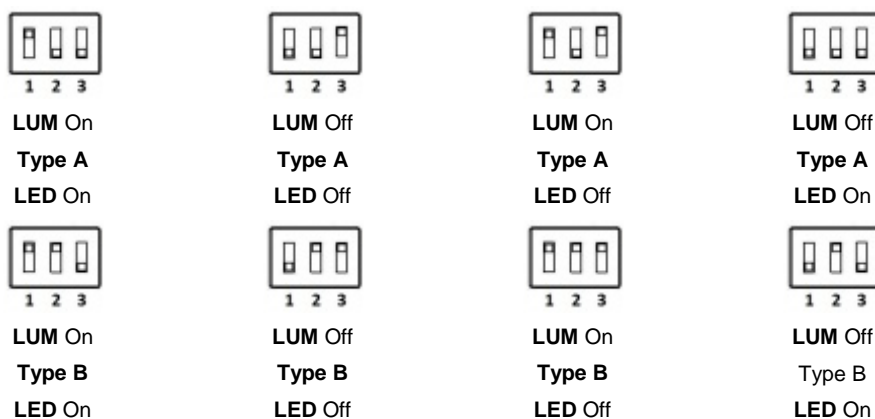 1 2 3 1 2 3 1 2 3 1 2 3
LUM On LUM Off LUM On LUM Off
Type A Type A Type A Type A
LED On LED Off LED Off LED On
1 2 3 1 2 3 1 2 3 1 2 3
LUM On LUM Off LUM On LUM Off
Type B Type B Type B Type B
LED On LED Off LED Off LED On